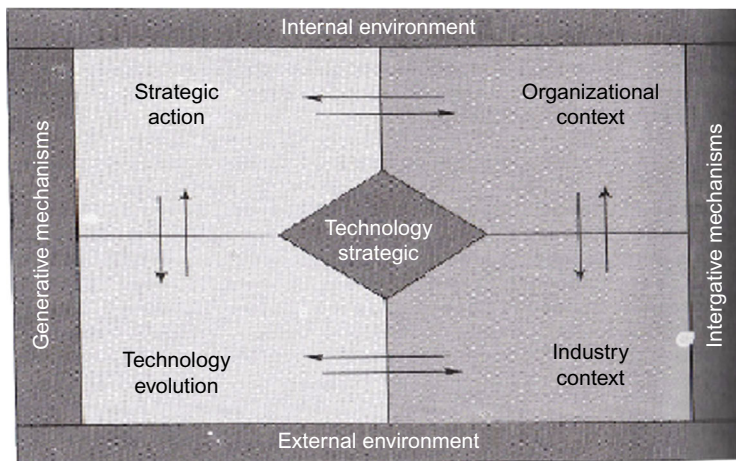 Internal environment
Generative mechanisms
Strategic
action
Organizational
context
Technology
strategic
Technology
evolution
Industry
context
Intergative mechanisms
External environment